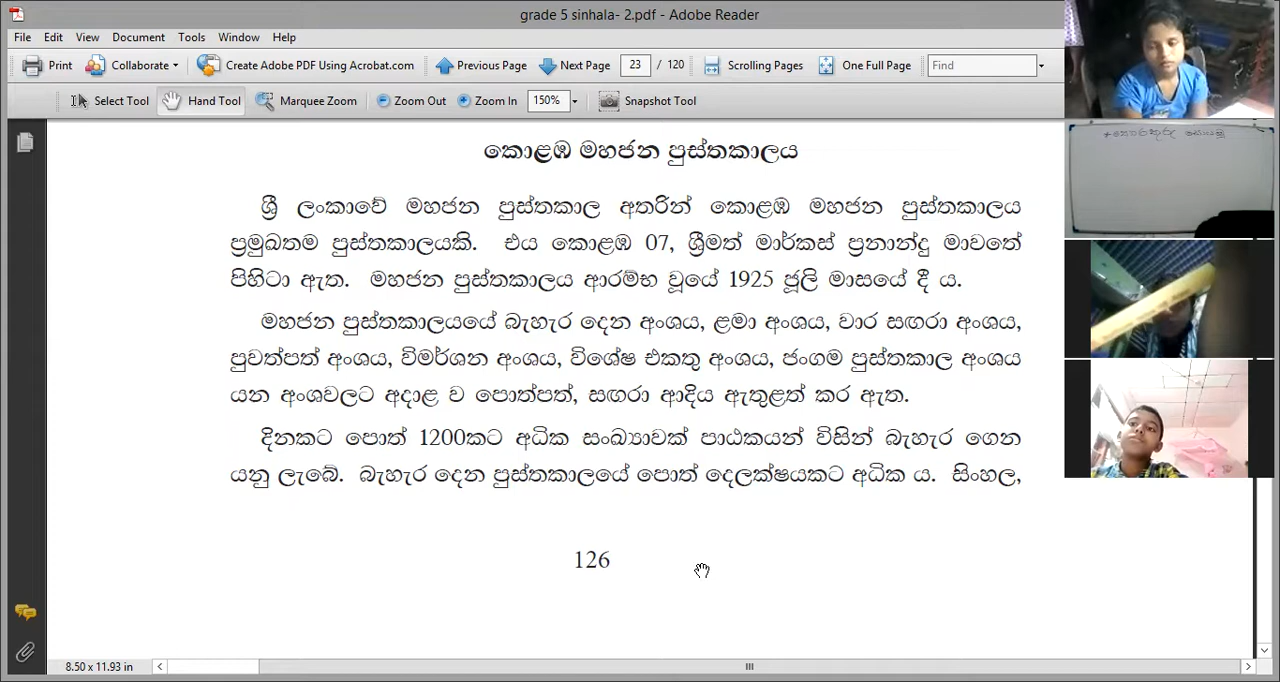 grade 5 sinhala- 2.pdf - Adobe Reader
File Edit View Document Tools Window Help
Print Collaborate Create Adobe PDF Using Acrobat.com Previous Page Next Page 23 / 120 Scrolling Pages One Full Page Find
Select Tool Hand Tool Marquee Zoom Zoom Out Zoom In 150% Snapshot Tool
කොළඹ මහජන පුස්තකාලය
ශ්‍රී ලංකාවේ මහජන පුස්තකාල අතරින් කොළඹ මහජන පුස්තකාලය
ප්‍රමුඛතම පුස්තකාලයකි. එය කොළඹ 07, ශ්‍රීමත් මාර්කස් ප්‍රනාන්දු මාවතේ
පිහිටා ඇත. මහජන පුස්තකාලය ආරම්භ වූයේ 1925 ජූලි මාසයේ දී ය.
මහජන පුස්තකාලයයේ බැහැර දෙන අංශය, ළමා අංශය, වාර සඟරා අංශය,
පුවත්පත් අංශය, විමර්ශන අංශය, විශේෂ එකතු අංශය, ජංගම පුස්තකාල අංශය
යන අංශවලට අදාළ ව පොත්පත්, සඟරා ආදිය ඇතුළත් කර ඇත.
දිනකට පොත් 1200කට අධික සංඛ්‍යාවක් පාඨකයන් විසින් බැහැර ගෙන
යනු ලැබේ. බැහැර දෙන පුස්තකාලයේ පොත් දෙලක්ෂයකට අධික ය. සිංහල,
126
8.50 x 11.93 in